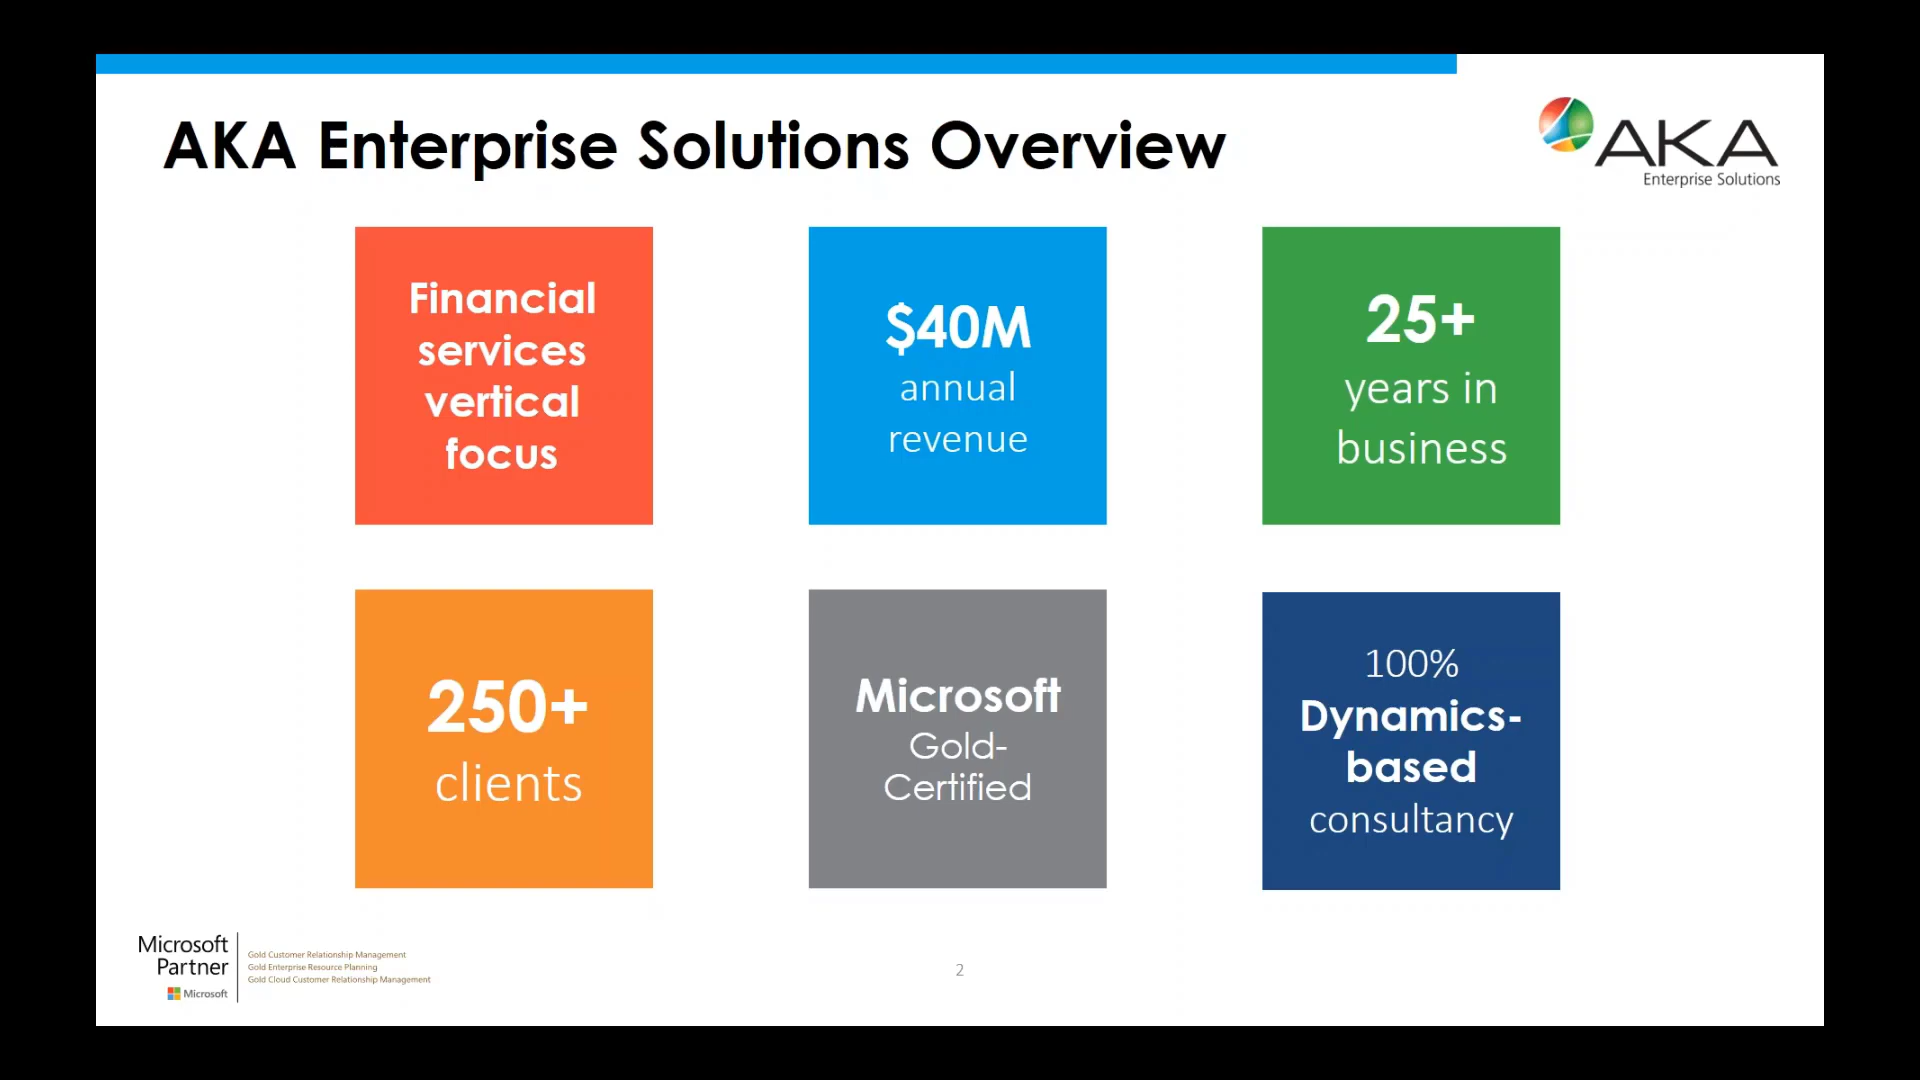 AKA Enterprise Solutions Overview
AKA
Enterprise Solutions
Financial
services
vertical
focus
$40M
annual
revenue
25+
years in
business
250+
clients
Microsoft
Gold-
Certified
100%
Dynamics-
based
consultancy
Microsoft
Partner
Microsoft
Gold Customer Relationship Management
Gold Enterprise Resource Planning
Gold Cloud Customer Relationship Management
2